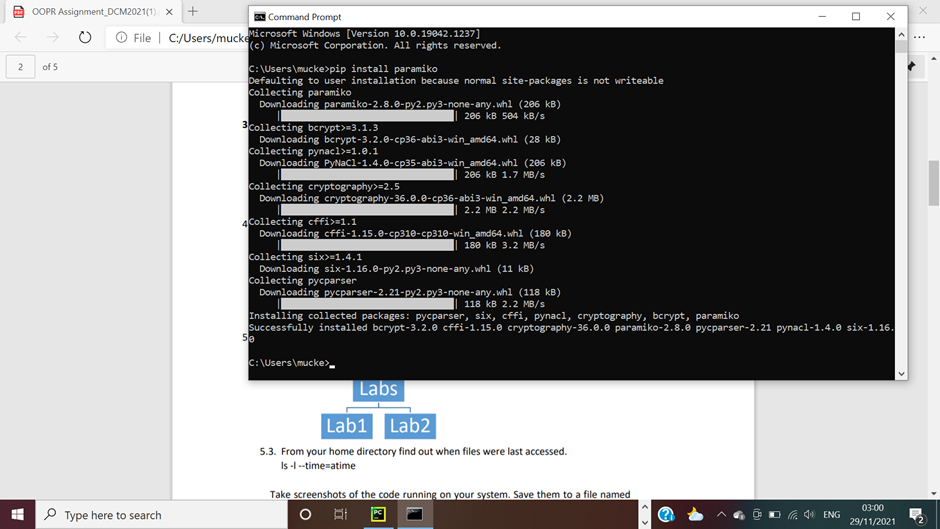 OOPR Assignment_DCM2021(1)
File
C:/Users/mucke
2
of 5
Command Prompt
Microsoft Windows [Version 10.0.19042.1237]
(c) Microsoft Corporation. All rights reserved.
C:\Users\mucke>pip install paramiko
Defaulting to user installation because normal site-packages is not writeable
Collecting paramiko
Downloading paramiko-2.8.0-py2.py3-none-any.whl (206 kB)
| | 206 kB 504 kB/s
Collecting bcrypt>=3.1.3
Downloading bcrypt-3.2.0-cp36-abi3-win_amd64.whl (28 kB)
Collecting pynacl>=1.0.1
Downloading PyNaCl-1.4.0-cp35-abi3-win_amd64.whl (206 kB)
| | 206 kB 1.7 MB/s
Collecting cryptography>=2.5
Downloading cryptography-36.0.0-cp36-abi3-win_amd64.whl (2.2 MB)
| | 2.2 MB 2.2 MB/s
Collecting cffi>=1.1
Downloading cffi-1.15.0-cp310-cp310-win_amd64.whl (180 kB)
| | 180 kB 3.2 MB/s
Collecting six>=1.4.1
Downloading six-1.16.0-py2.py3-none-any.whl (11 kB)
Collecting pycparser
Downloading pycparser-2.21-py2.py3-none-any.whl (118 kB)
| | 118 kB 2.2 MB/s
Installing collected packages: pycparser, six, cffi, pynacl, cryptography, bcrypt, paramiko
Successfully installed bcrypt-3.2.0 cffi-1.15.0 cryptography-36.0.0 paramiko-2.8.0 pycparser-2.21 pynacl-1.4.0 six-1.16.
0
C:\Users\mucke>
3
4
5
Labs
Lab1 Lab2
5.3. From your home directory find out when files were last accessed.
ls -l --time=atime
Take screenshots of the code running on your system. Save them to a file named
Type here to search
PC
ENG
03:00
29/11/2021
2